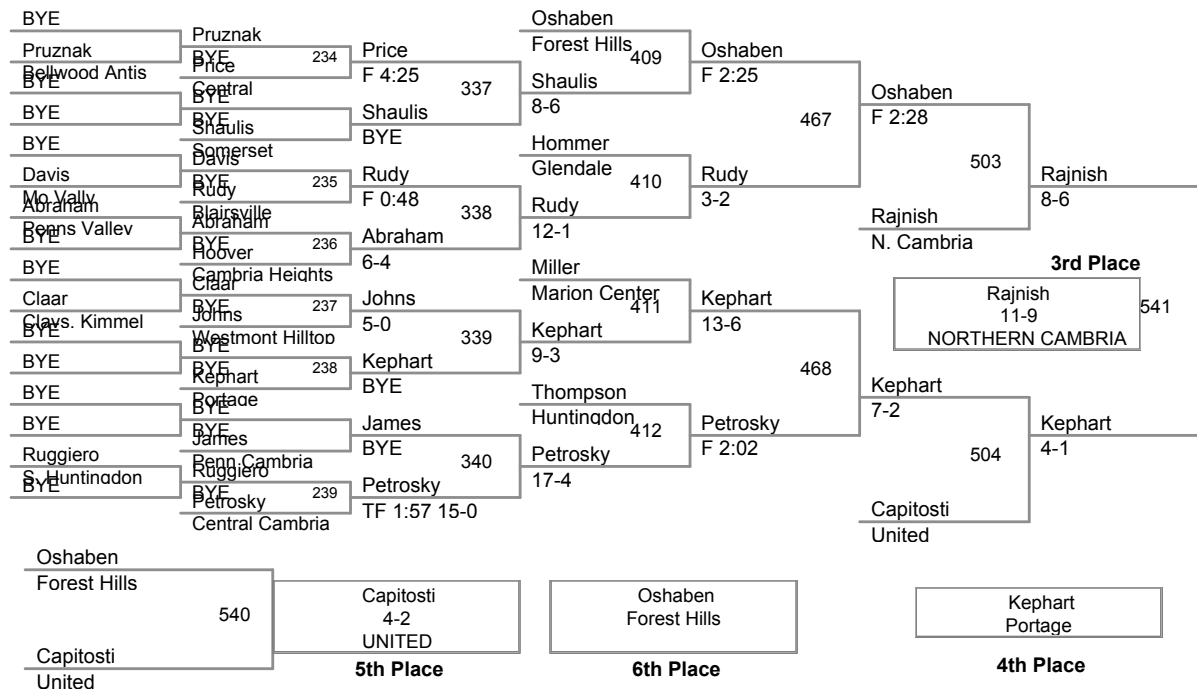 BYE
Pruznak
Bellwood Antis
BYE
BYE
BYE
Davis
Mo Vally
Abraham
Penns Valley
BYE
BYE
Claar
Clays. Kimmel
BYE
BYE
BYE
BYE
Ruggiero
S. Huntingdon
BYE
Pruznak
BYE
234
Price
Central
BYE
BYE
Shaulis
Somerset
Davis
BYE
235
Rudy
Blairsville
Abraham
BYE
236
Hoover
Cambria Heights
Claar
BYE
237
Johns
Westmont Hilltop
BYE
BYE
238
Kephart
Portage
BYE
BYE
James
Penn Cambria
Ruggiero
BYE
239
Petrosky
Central Cambria
Price
F 4:25
337
Shaulis
BYE
Rudy
F 0:48
338
Abraham
6-4
Johns
5-0
339
Kephart
BYE
James
BYE
340
Petrosky
TF 1:57 15-0
Oshaben
Forest Hills
409
Shaulis
8-6
Hommer
Glendale
410
Rudy
12-1
Miller
Marion Center
411
Kephart
9-3
Thompson
Huntingdon
412
Petrosky
17-4
Oshaben
F 2:25
467
Rudy
3-2
Kephart
13-6
468
Petrosky
F 2:02
Oshaben
F 2:28
503
Rajnish
N. Cambria
Kephart
7-2
504
Capitosti
United
Rajnish
8-6
3rd Place
Rajnish
11-9
NORTHERN CAMBRIA
541
Kephart
4-1
Oshaben
Forest Hills
540
Capitosti
United
Capitosti
4-2
UNITED
5th Place
Oshaben
Forest Hills
6th Place
Kephart
Portage
4th Place